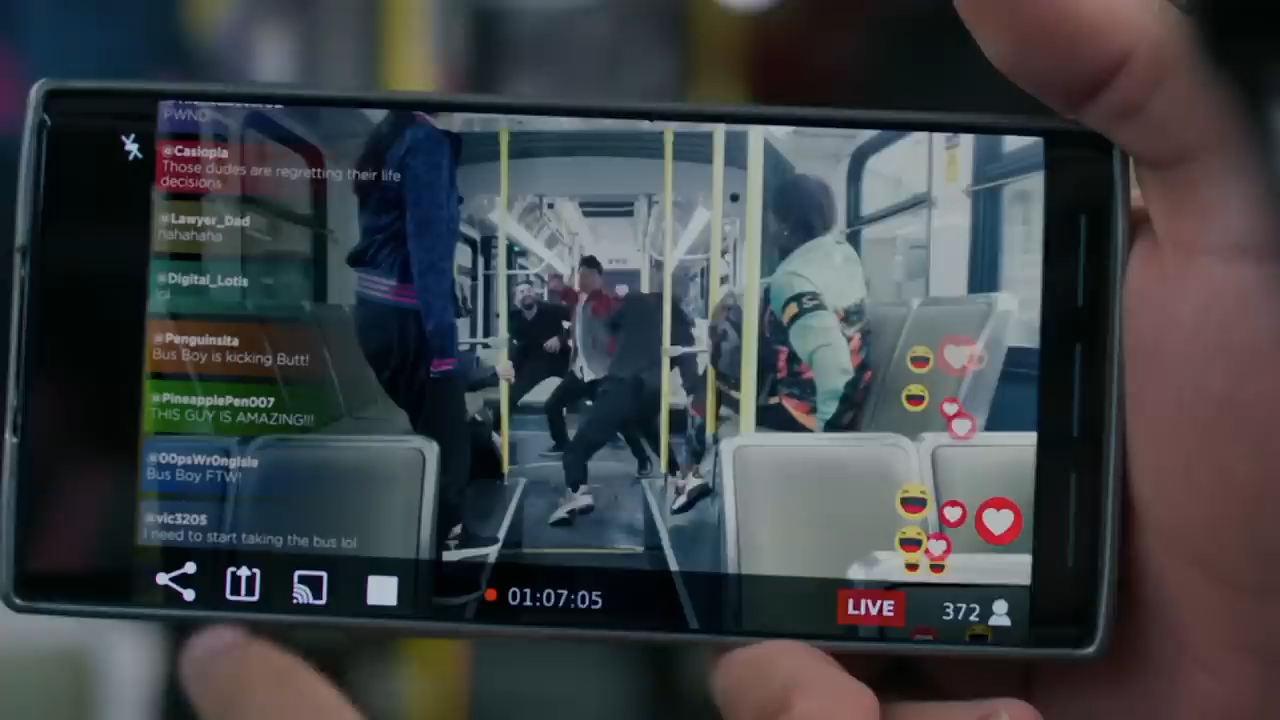 PWND
@Casiopia
Those dudes are regretting their life
decisions
@Lawyer_Dad
hahahaha
@Digital_Lotis
lol
@Penguinsita
Bus Boy is kicking Butt!
@PineapplePen007
THIS GUY IS AMAZING!!!
@OOpsWr0ngIsle
Bus Boy FTW!
@vic3205
I need to start taking the bus lol
01:07:05
LIVE
372